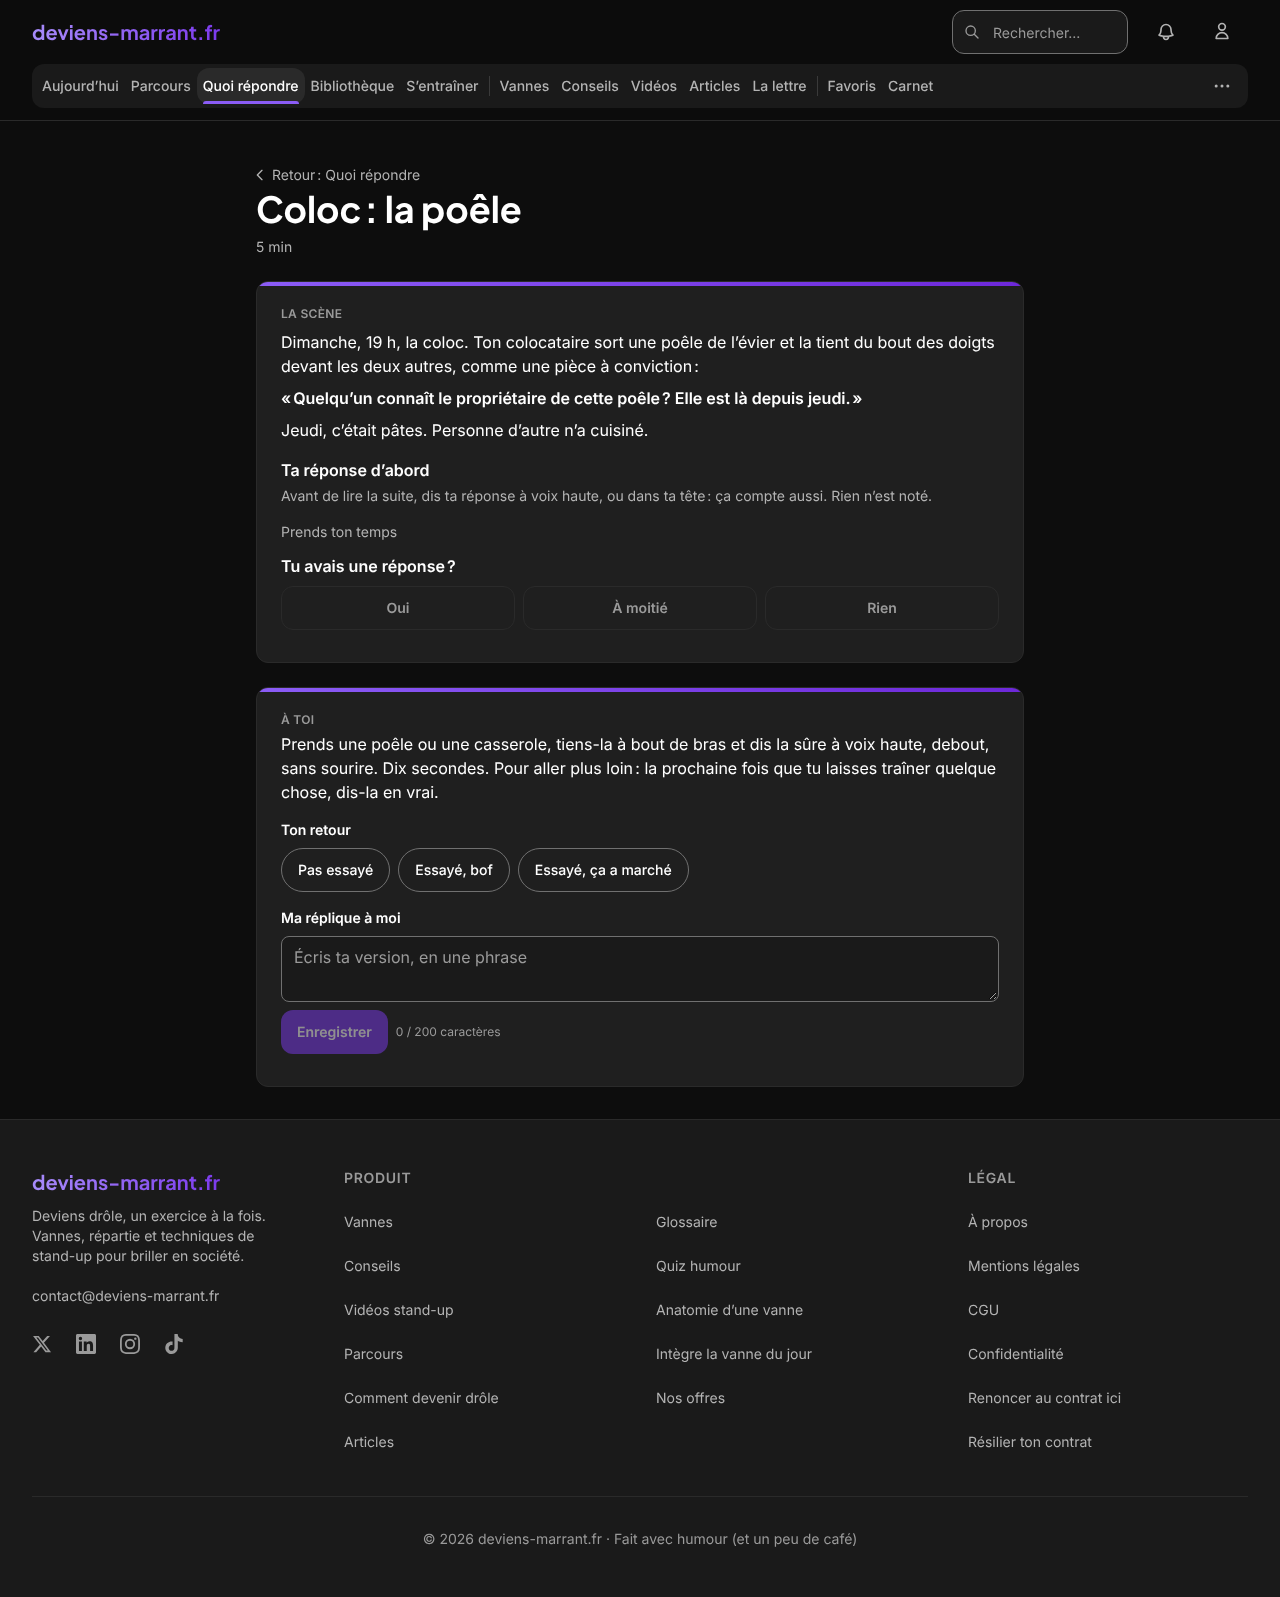 deviens-marrant.fr
Rechercher...
Aujourd’hui Parcours Quoi répondre Bibliothèque S’entraîner Vannes Conseils Vidéos Articles La lettre Favoris Carnet
Retour : Quoi répondre
Coloc : la poêle
5 min
LA SCÈNE
Dimanche, 19 h, la coloc. Ton colocataire sort une poêle de l’évier et la tient du bout des doigts
devant les deux autres, comme une pièce à conviction :
« Quelqu’un connaît le propriétaire de cette poêle ? Elle est là depuis jeudi. »
Jeudi, c’était pâtes. Personne d’autre n’a cuisiné.
Ta réponse d’abord
Avant de lire la suite, dis ta réponse à voix haute, ou dans ta tête : ça compte aussi. Rien n’est noté.
Prends ton temps
Tu avais une réponse ?
Oui À moitié Rien
À TOI
Prends une poêle ou une casserole, tiens-la à bout de bras et dis la sûre à voix haute, debout,
sans sourire. Dix secondes. Pour aller plus loin : la prochaine fois que tu laisses traîner quelque
chose, dis-la en vrai.
Ton retour
Pas essayé Essayé, bof Essayé, ça a marché
Ma réplique à moi
Écris ta version, en une phrase
Enregistrer 0 / 200 caractères
deviens-marrant.fr
Deviens drôle, un exercice à la fois.
Vannes, répartie et techniques de
stand-up pour briller en société.
contact@deviens-marrant.fr
PRODUIT
Vannes
Conseils
Vidéos stand-up
Parcours
Comment devenir drôle
Articles
Glossaire
Quiz humour
Anatomie d’une vanne
Intègre la vanne du jour
Nos offres
LÉGAL
À propos
Mentions légales
CGU
Confidentialité
Renoncer au contrat ici
Résilier ton contrat
© 2026 deviens-marrant.fr · Fait avec humour (et un peu de café)